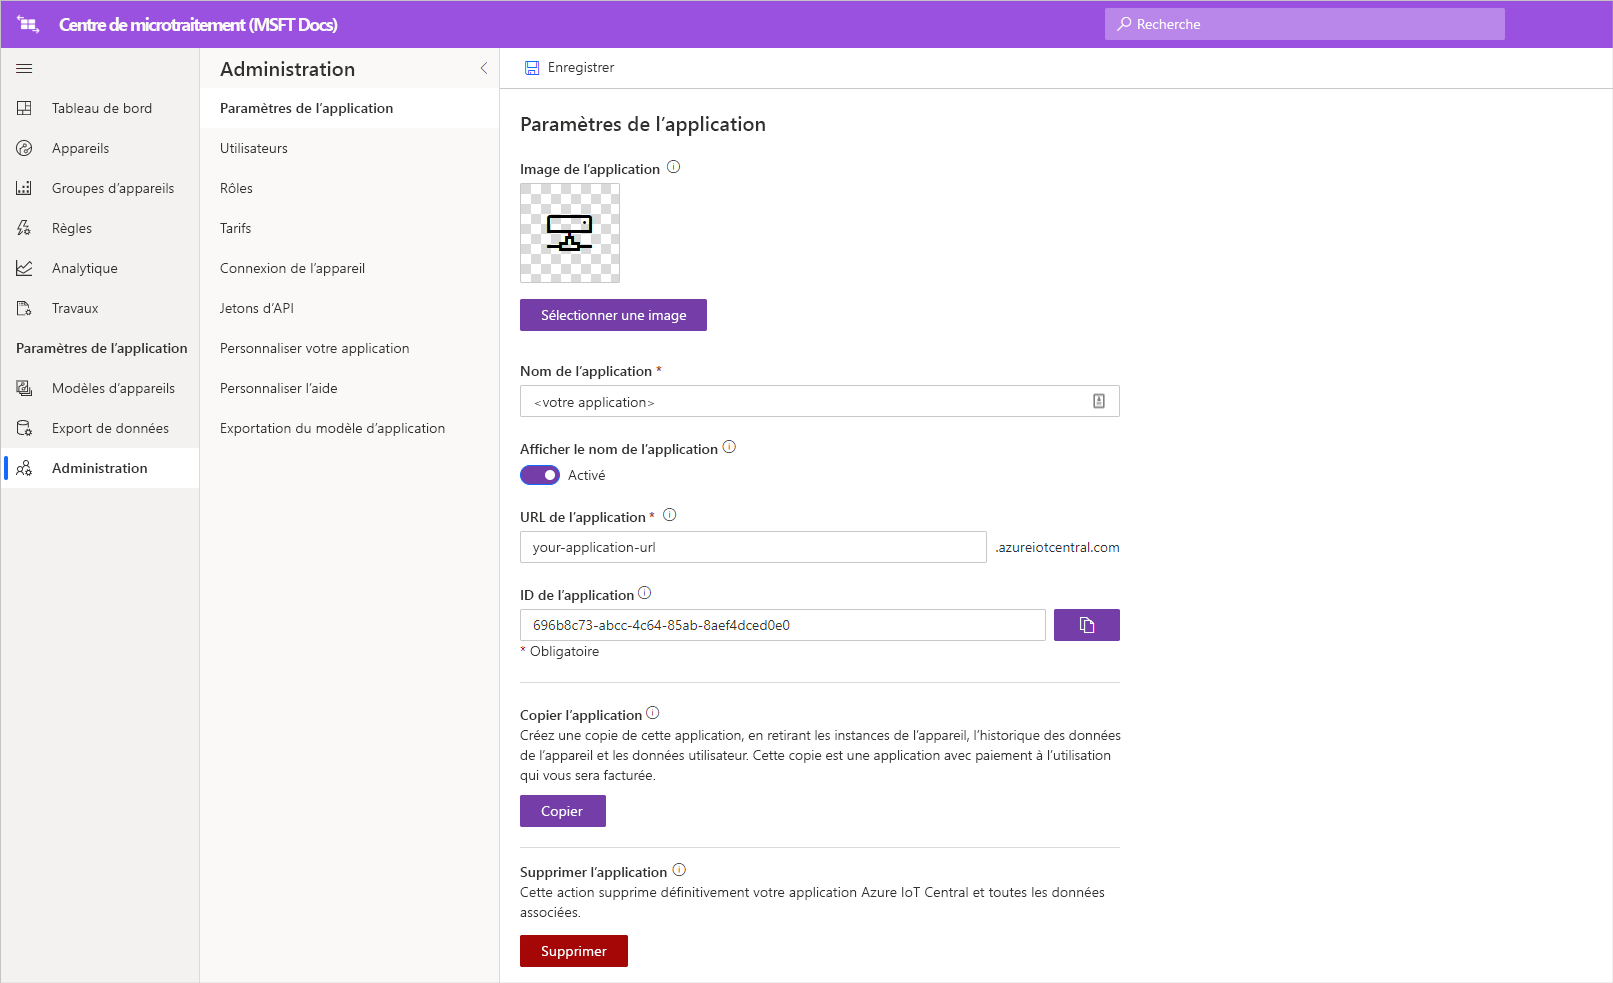 Centre de microtraitement (MSFT Docs)
Recherche
Tableau de bord
Appareils
Groupes d’appareils
Règles
Analytique
Travaux
Paramètres de l’application
Modèles d’appareils
Export de données
Administration
Administration
Paramètres de l’application
Utilisateurs
Rôles
Tarifs
Connexion de l’appareil
Jetons d’API
Personnaliser votre application
Personnaliser l’aide
Exportation du modèle d’application
Enregistrer
Paramètres de l’application
Image de l’application
Sélectionner une image
Nom de l’application *
<votre application>
Afficher le nom de l’application
Activé
URL de l’application *
your-application-url .azureiotcentral.com
ID de l’application
696b8c73-abcc-4c64-85ab-8aef4dced0e0
* Obligatoire
Copier l’application
Créez une copie de cette application, en retirant les instances de l’appareil, l’historique des données
de l’appareil et les données utilisateur. Cette copie est une application avec paiement à l’utilisation
qui vous sera facturée.
Copier
Supprimer l’application
Cette action supprime définitivement votre application Azure IoT Central et toutes les données
associées.
Supprimer